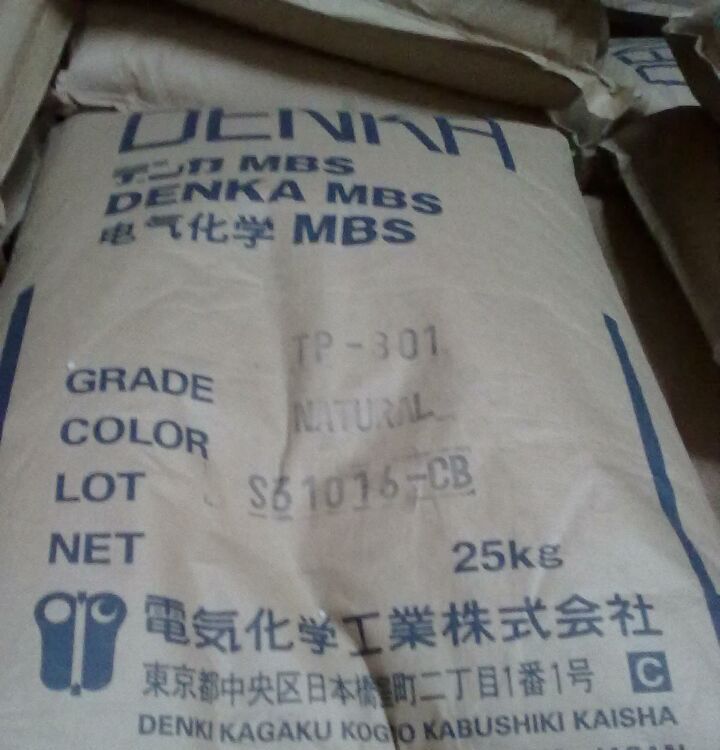 DENKA
デンカ MBS
DENKA MBS
电气化学 MBS
TP-301
GRADE
NATURAL
COLOR
LOT S61016-CB
NET 25kg
電気化学工業株式会社
東京都中央区日本橋室町二丁目1番1号 C
DENKI KAGAKU KOGYO KABUSHIKI KAISHA